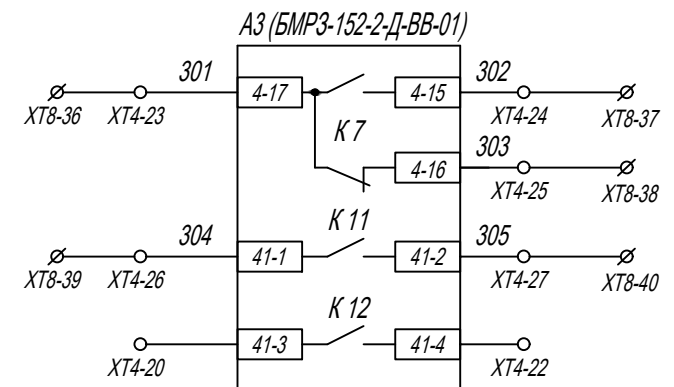 А3 (БМРЗ-152-2-Д-ВВ-01)
301 4-17 4-15 302
ХТ8-36 ХТ4-23 ХТ4-24 ХТ8-37
К 7
303
4-16
ХТ4-25 ХТ8-38
К 11
304 41-1 41-2 305
ХТ8-39 ХТ4-26 ХТ4-27 ХТ8-40
К 12
41-3 41-4
ХТ4-20 ХТ4-22